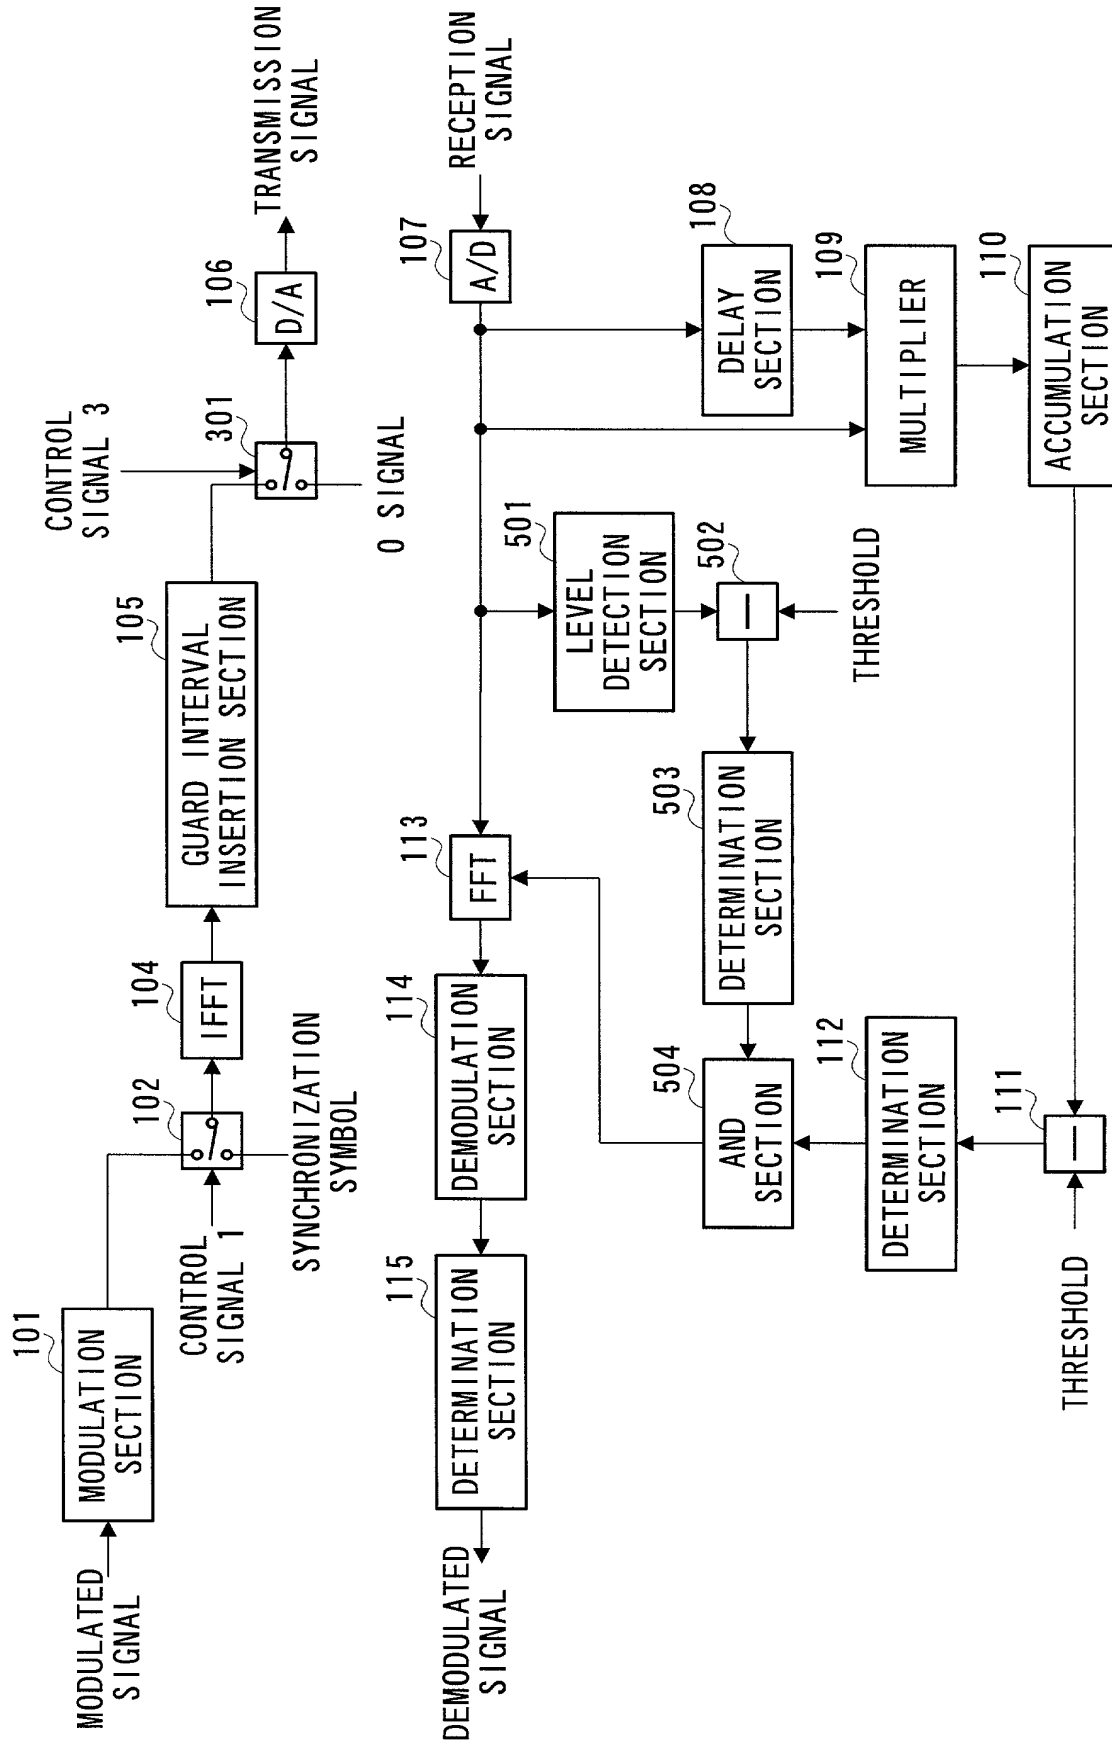 MODULATED
SIGNAL
101
MODULATION
SECTION
CONTROL
SIGNAL 1
102
SYNCHRONIZATION
SYMBOL
104
IFFT
105
GUARD INTERVAL
INSERTION SECTION
CONTROL
SIGNAL 3
301
0 SIGNAL
106
D/A
TRANSMISSION
SIGNAL
DEMODULATED
SIGNAL
115
DETERMINATION
SECTION
114
DEMODULATION
SECTION
113
FFT
107
A/D
RECEPTION
SIGNAL
501
LEVEL
DETECTION
SECTION
502
THRESHOLD
503
DETERMINATION
SECTION
504
AND
SECTION
108
DELAY
SECTION
109
MULTIPLIER
110
ACCUMULATION
SECTION
112
DETERMINATION
SECTION
111
THRESHOLD